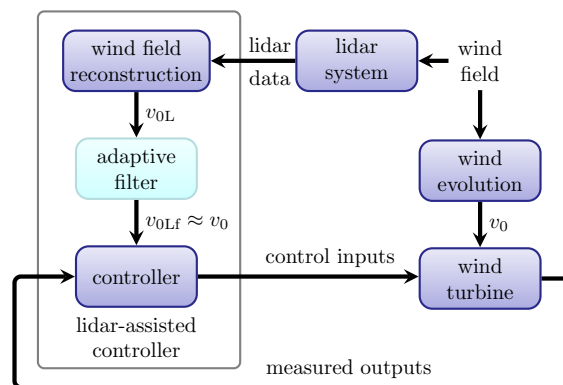 wind field
reconstruction
lidar
data
lidar
system
wind
field
v0L
adaptive
filter
wind
evolution
v0Lf ≈ v0
v0
controller
control inputs
wind
turbine
lidar-assisted
controller
measured outputs